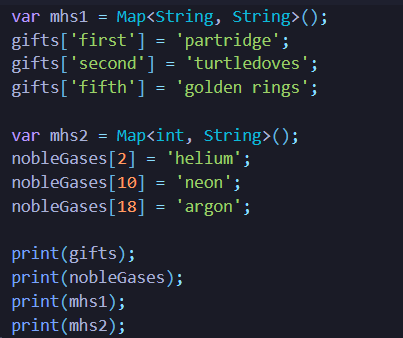 var mhs1 = Map<String, String>();
gifts['first'] = 'partridge';
gifts['second'] = 'turtledoves';
gifts['fifth'] = 'golden rings';

var mhs2 = Map<int, String>();
nobleGases[2] = 'helium';
nobleGases[10] = 'neon';
nobleGases[18] = 'argon';

print(gifts);
print(nobleGases);
print(mhs1);
print(mhs2);